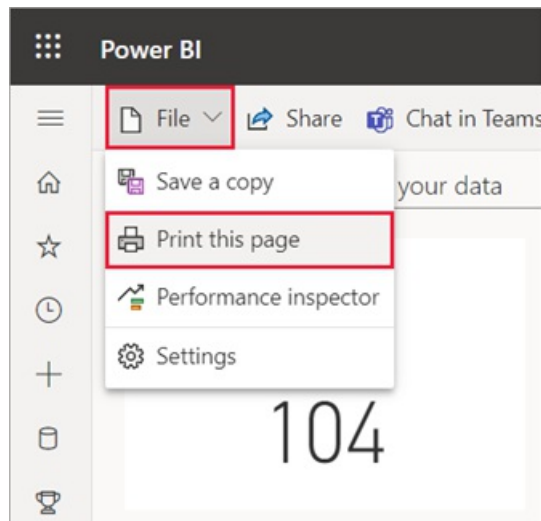 Power BI
File Share Chat in Teams
Save a copy
your data
Print this page
Performance inspector
Settings
104